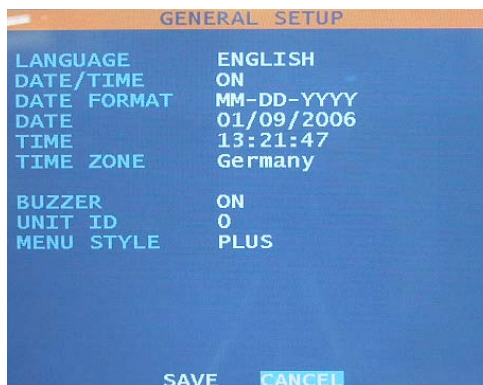 GENERAL SETUP
LANGUAGE ENGLISH
DATE/TIME ON
DATE FORMAT MM-DD-YYYY
DATE 01/09/2006
TIME 13:21:47
TIME ZONE Germany
BUZZER ON
UNIT ID 0
MENU STYLE PLUS
SAVE CANCEL